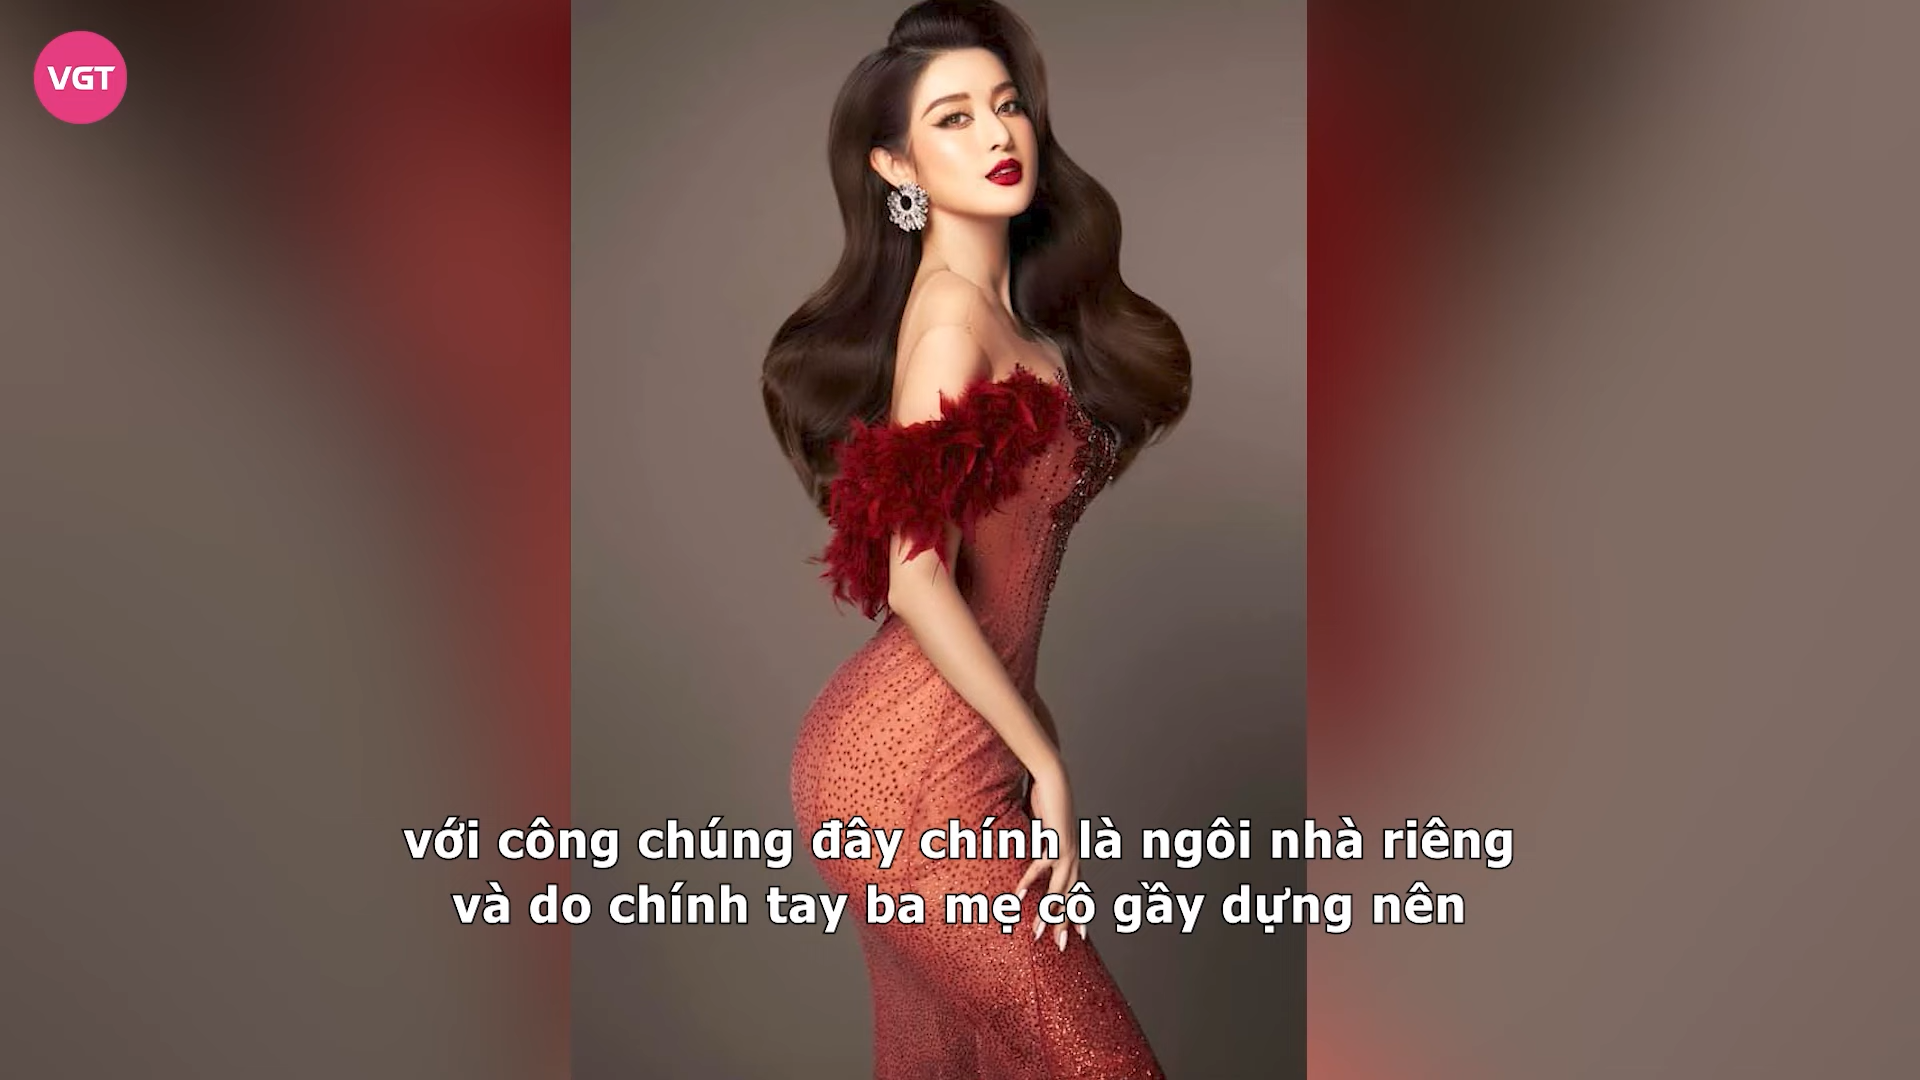 VGT
với công chúng đây chính là ngôi nhà riêng
và do chính tay ba mẹ cô gầy dựng nên